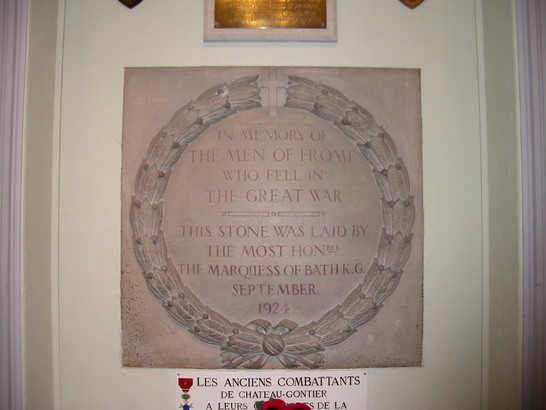 IN MEMORY OF
THE MEN OF FROME
WHO FELL IN
THE GREAT WAR
THIS STONE WAS LAID BY
THE MOST HONBLE
THE MARQUESS OF BATH K.G.
SEPTEMBER
1924
LES ANCIENS COMBATTANTS
DE CHATEAU-GONTIER
A LEURS DE LA